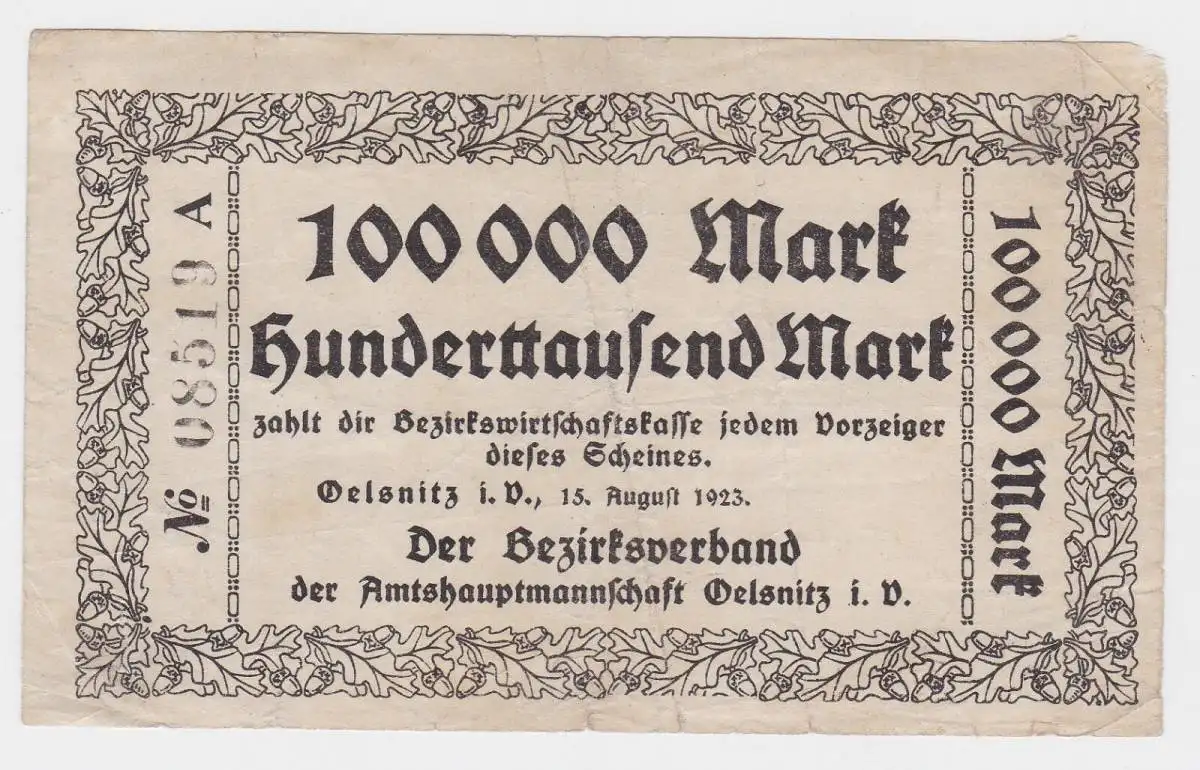 100 000 Mark
Hunderttauſend Mark
zahlt dir Bezirkswirtſchaftskaſſe jedem Vorzeiger
dieſes Scheines.
Oelsnitz i. V., 15. Auguſt 1923.
Der Bezirksverband
der Amtshauptmannſchaft Oelsnitz i. V.
№ 08519 A
100 000 Mark